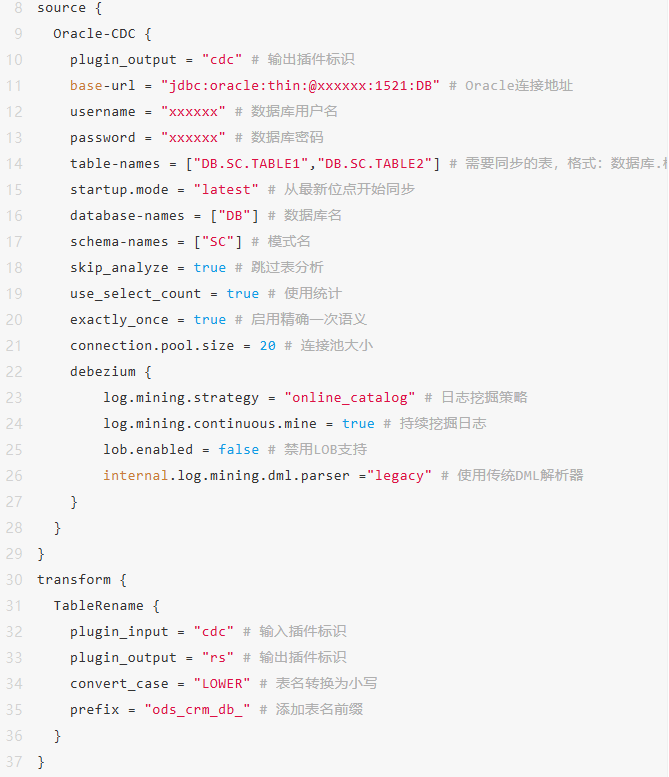 8 source {
9 Oracle-CDC {
10 plugin_output = "cdc" # 输出插件标识
11 base-url = "jdbc:oracle:thin:@xxxxxx:1521:DB" # Oracle连接地址
12 username = "xxxxxx" # 数据库用户名
13 password = "xxxxxx" # 数据库密码
14 table-names = ["DB.SC.TABLE1","DB.SC.TABLE2"] # 需要同步的表，格式：数据库.
15 startup.mode = "latest" # 从最新位点开始同步
16 database-names = ["DB"] # 数据库名
17 schema-names = ["SC"] # 模式名
18 skip_analyze = true # 跳过表分析
19 use_select_count = true # 使用统计
20 exactly_once = true # 启用精确一次语义
21 connection.pool.size = 20 # 连接池大小
22 debezium {
23 log.mining.strategy = "online_catalog" # 日志挖掘策略
24 log.mining.continuous.mine = true # 持续挖掘日志
25 lob.enabled = false # 禁用LOB支持
26 internal.log.mining.dml.parser ="legacy" # 使用传统DML解析器
27 }
28 }
29 }
30 transform {
31 TableRename {
32 plugin_input = "cdc" # 输入插件标识
33 plugin_output = "rs" # 输出插件标识
34 convert_case = "LOWER" # 表名转换为小写
35 prefix = "ods_crm_db_" # 添加表名前缀
36 }
37 }